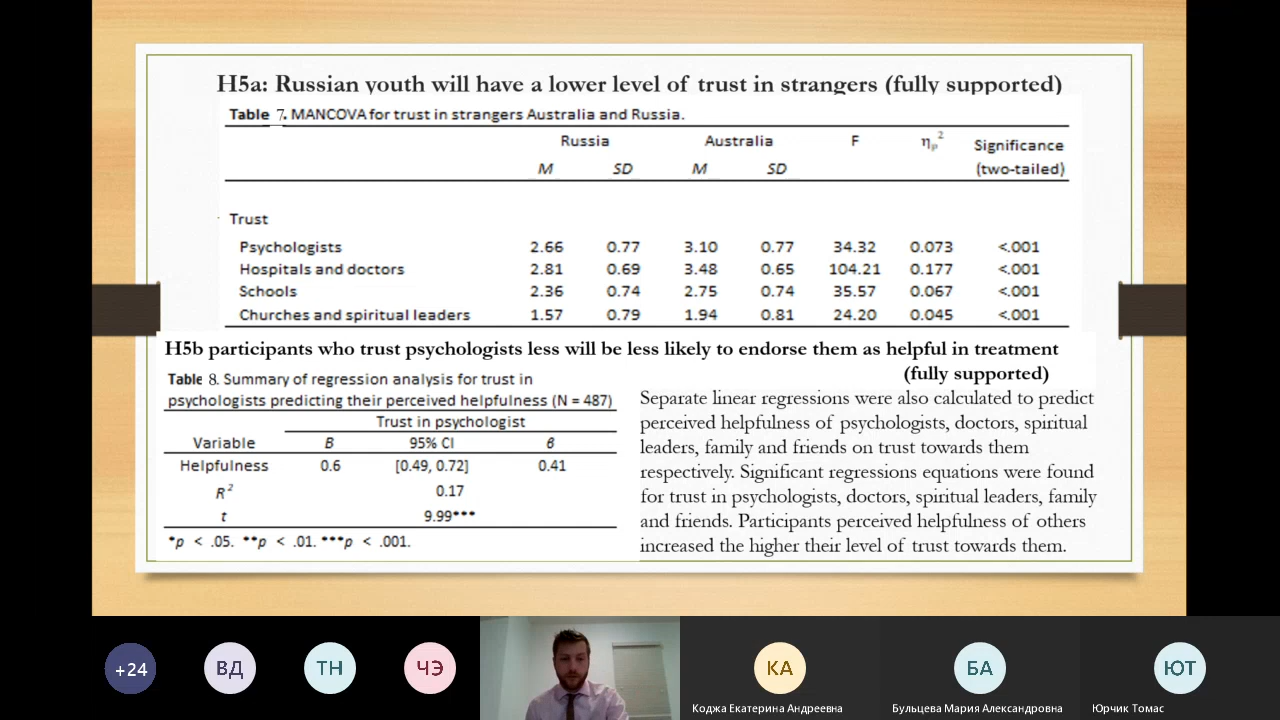 H5a: Russian youth will have a lower level of trust in strangers (fully supported)
Table 7. MANCOVA for trust in strangers Australia and Russia.
Russia Australia F ηp2 Significance
M SD M SD (two-tailed)
Trust
Psychologists 2.66 0.77 3.10 0.77 34.32 0.073 <.001
Hospitals and doctors 2.81 0.69 3.48 0.65 104.21 0.177 <.001
Schools 2.36 0.74 2.75 0.74 35.57 0.067 <.001
Churches and spiritual leaders 1.57 0.79 1.94 0.81 24.20 0.045 <.001
H5b participants who trust psychologists less will be less likely to endorse them as helpful in treatment
(fully supported)
Table 8. Summary of regression analysis for trust in
psychologists predicting their perceived helpfulness (N = 487)
Trust in psychologist
Variable B 95% CI β
Helpfulness 0.6 [0.49, 0.72] 0.41
R2 0.17
t 9.99***
*p < .05. **p < .01. ***p < .001.
Separate linear regressions were also calculated to predict
perceived helpfulness of psychologists, doctors, spiritual
leaders, family and friends on trust towards them
respectively. Significant regressions equations were found
for trust in psychologists, doctors, spiritual leaders, family
and friends. Participants perceived helpfulness of others
increased the higher their level of trust towards them.
+24
ВД
ТН
ЧЭ
КА
БА
ЮТ
Коджа Екатерина Андреевна
Бульцева Мария Александровна
Юрчик Томас